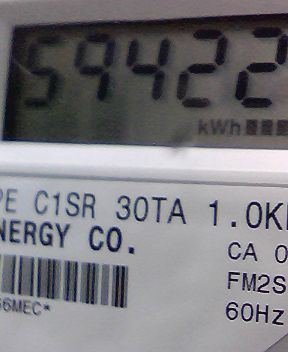 59422
kWh
PE C1SR 30TA 1.0K
NERGY CO.
CA 0
FM2S
60Hz
6MEC*